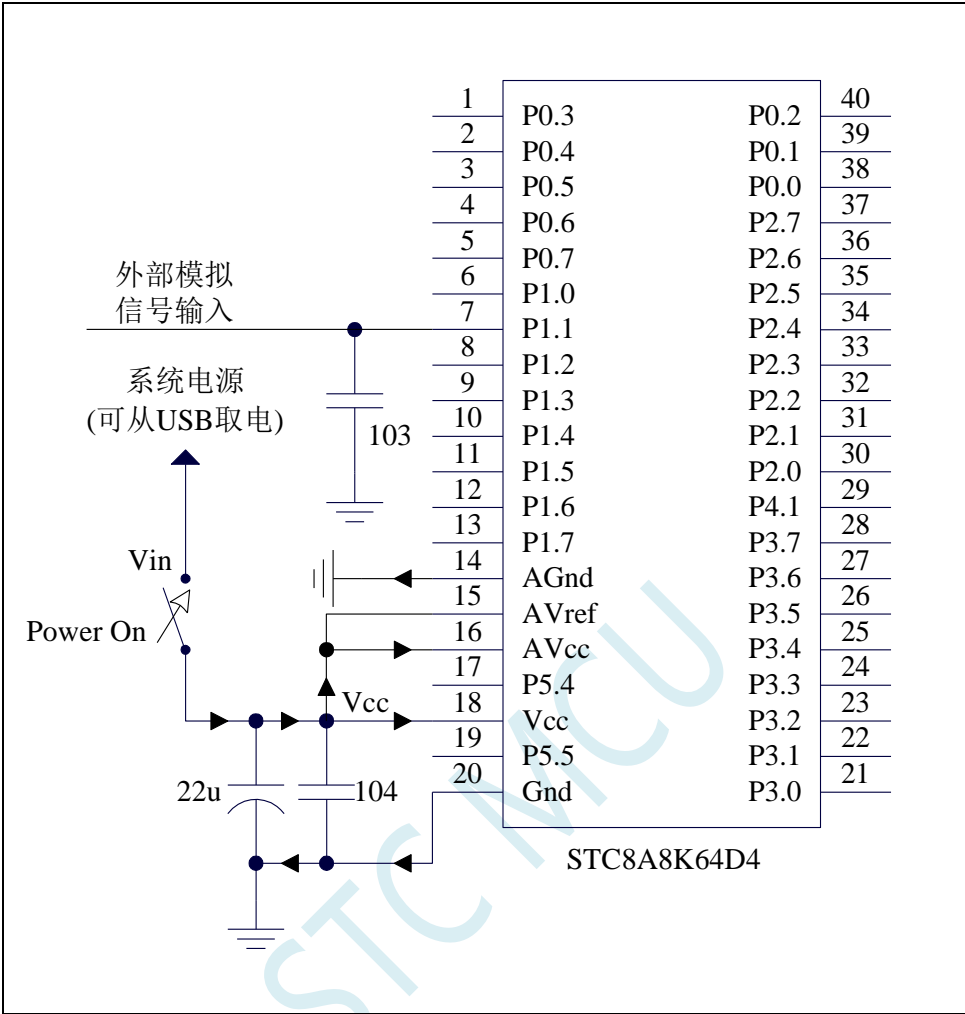 1
P0.3
P0.2
40
2
P0.4
P0.1
39
3
P0.5
P0.0
38
4
P0.6
P2.7
37
5
P0.7
P2.6
36
6
P1.0
P2.5
35
外部模拟
信号输入
7
P1.1
P2.4
34
8
P1.2
P2.3
33
系统电源
(可从USB取电)
9
P1.3
P2.2
32
103
10
P1.4
P2.1
31
11
P1.5
P2.0
30
12
P1.6
P4.1
29
13
P1.7
P3.7
28
Vin
14
AGnd
P3.6
27
15
AVref
P3.5
26
Power On
16
AVcc
P3.4
25
17
P5.4
P3.3
24
Vcc
18
Vcc
P3.2
23
19
P5.5
P3.1
22
22u
104
20
Gnd
P3.0
21
STC8A8K64D4
STC MCU